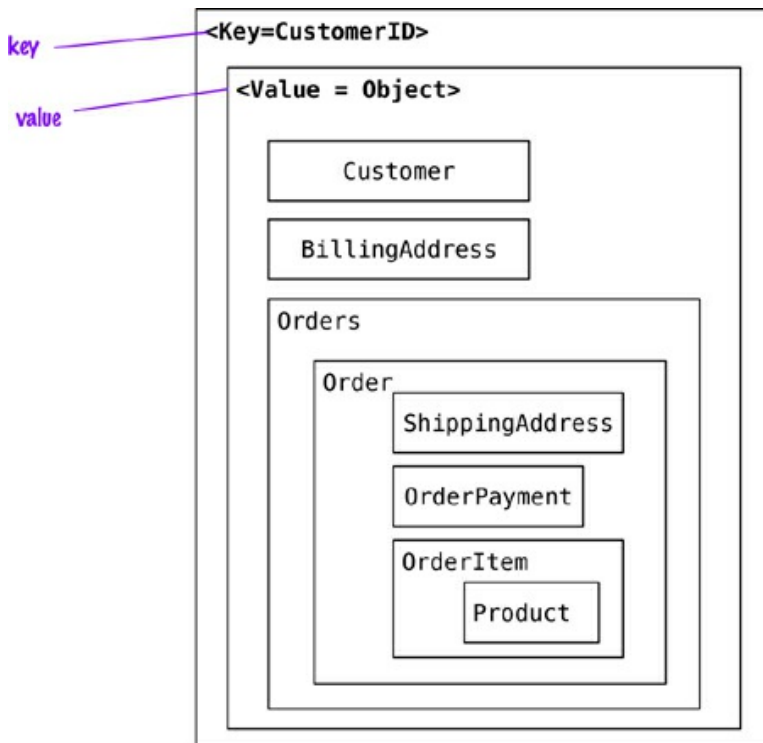 key
<Key=CustomerID>
value
<Value = Object>
Customer
BillingAddress
Orders
Order
ShippingAddress
OrderPayment
OrderItem
Product